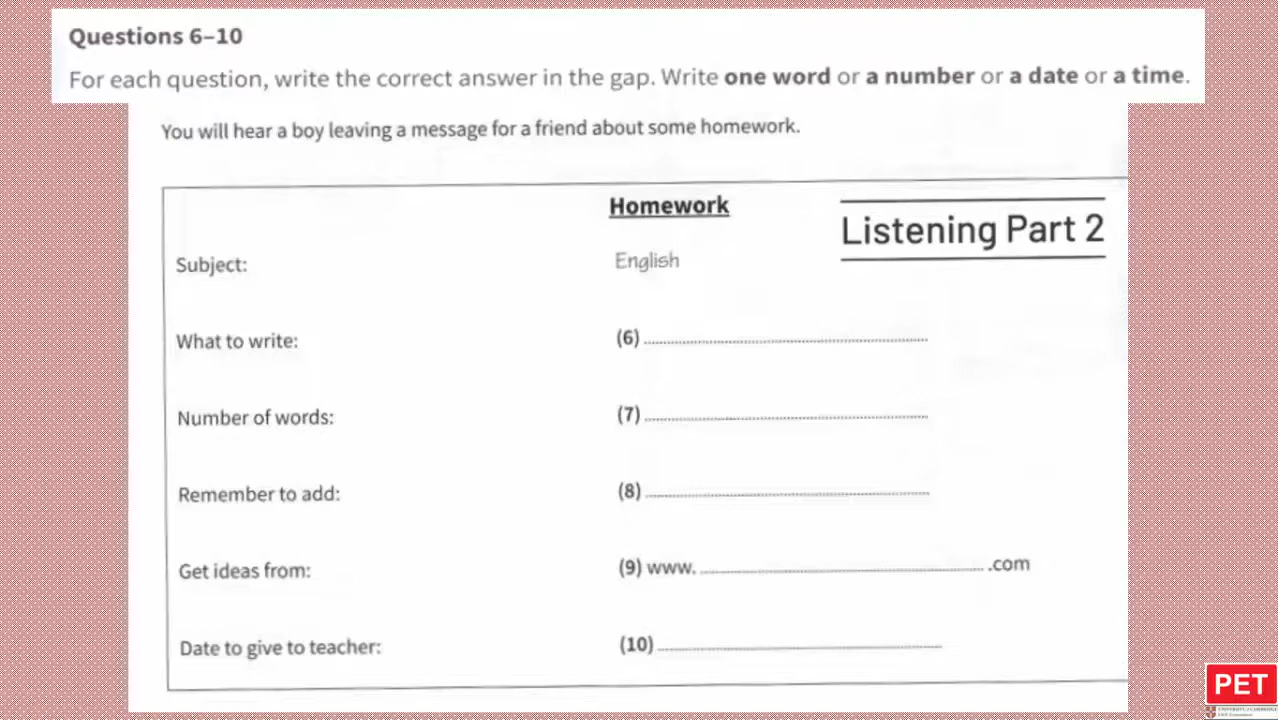 Questions 6–10
For each question, write the correct answer in the gap. Write one word or a number or a date or a time.
You will hear a boy leaving a message for a friend about some homework.
Homework
Listening Part 2
Subject: English
What to write: (6)
Number of words: (7)
Remember to add: (8)
Get ideas from: (9) www. .com
Date to give to teacher: (10)
PET